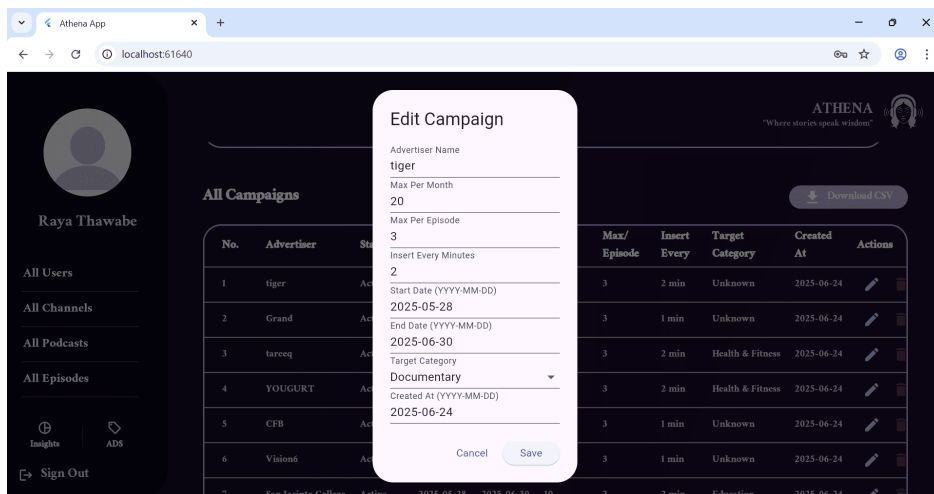 Athena App
localhost:61640
ATHENA
"Where stories speak wisdom"
Raya Thawabe
All Users
All Channels
All Podcasts
All Episodes
Insights
ADS
Sign Out
All Campaigns
Download CSV
No. Advertiser Max/ Episode Insert Every Target Category Created At Actions
1 tiger 3 2 min Unknown 2025-06-24
2 Grand 3 1 min Unknown 2025-06-24
3 tareeq 3 2 min Health & Fitness 2025-06-24
4 YOUGURT 3 2 min Health & Fitness 2025-06-24
5 CFB 3 1 min Unknown 2025-06-24
6 Vision6 3 1 min Unknown 2025-06-24
Edit Campaign
Advertiser Name
tiger
Max Per Month
20
Max Per Episode
3
Insert Every Minutes
2
Start Date (YYYY-MM-DD)
2025-05-28
End Date (YYYY-MM-DD)
2025-06-30
Target Category
Documentary
Created At (YYYY-MM-DD)
2025-06-24
Cancel
Save